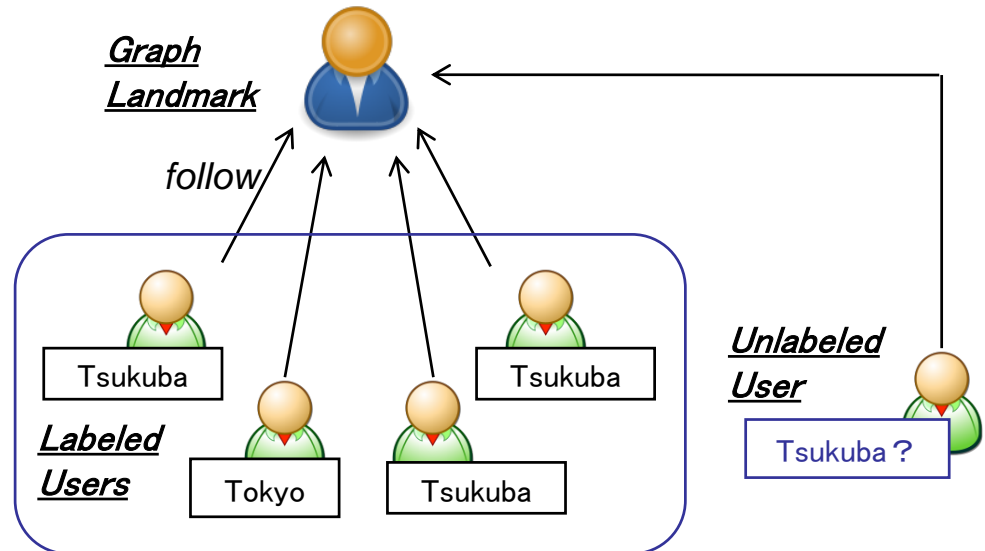 Graph
Landmark
follow
Tsukuba
Tsukuba
Unlabeled
User
Labeled
Users
Tokyo
Tsukuba
Tsukuba？